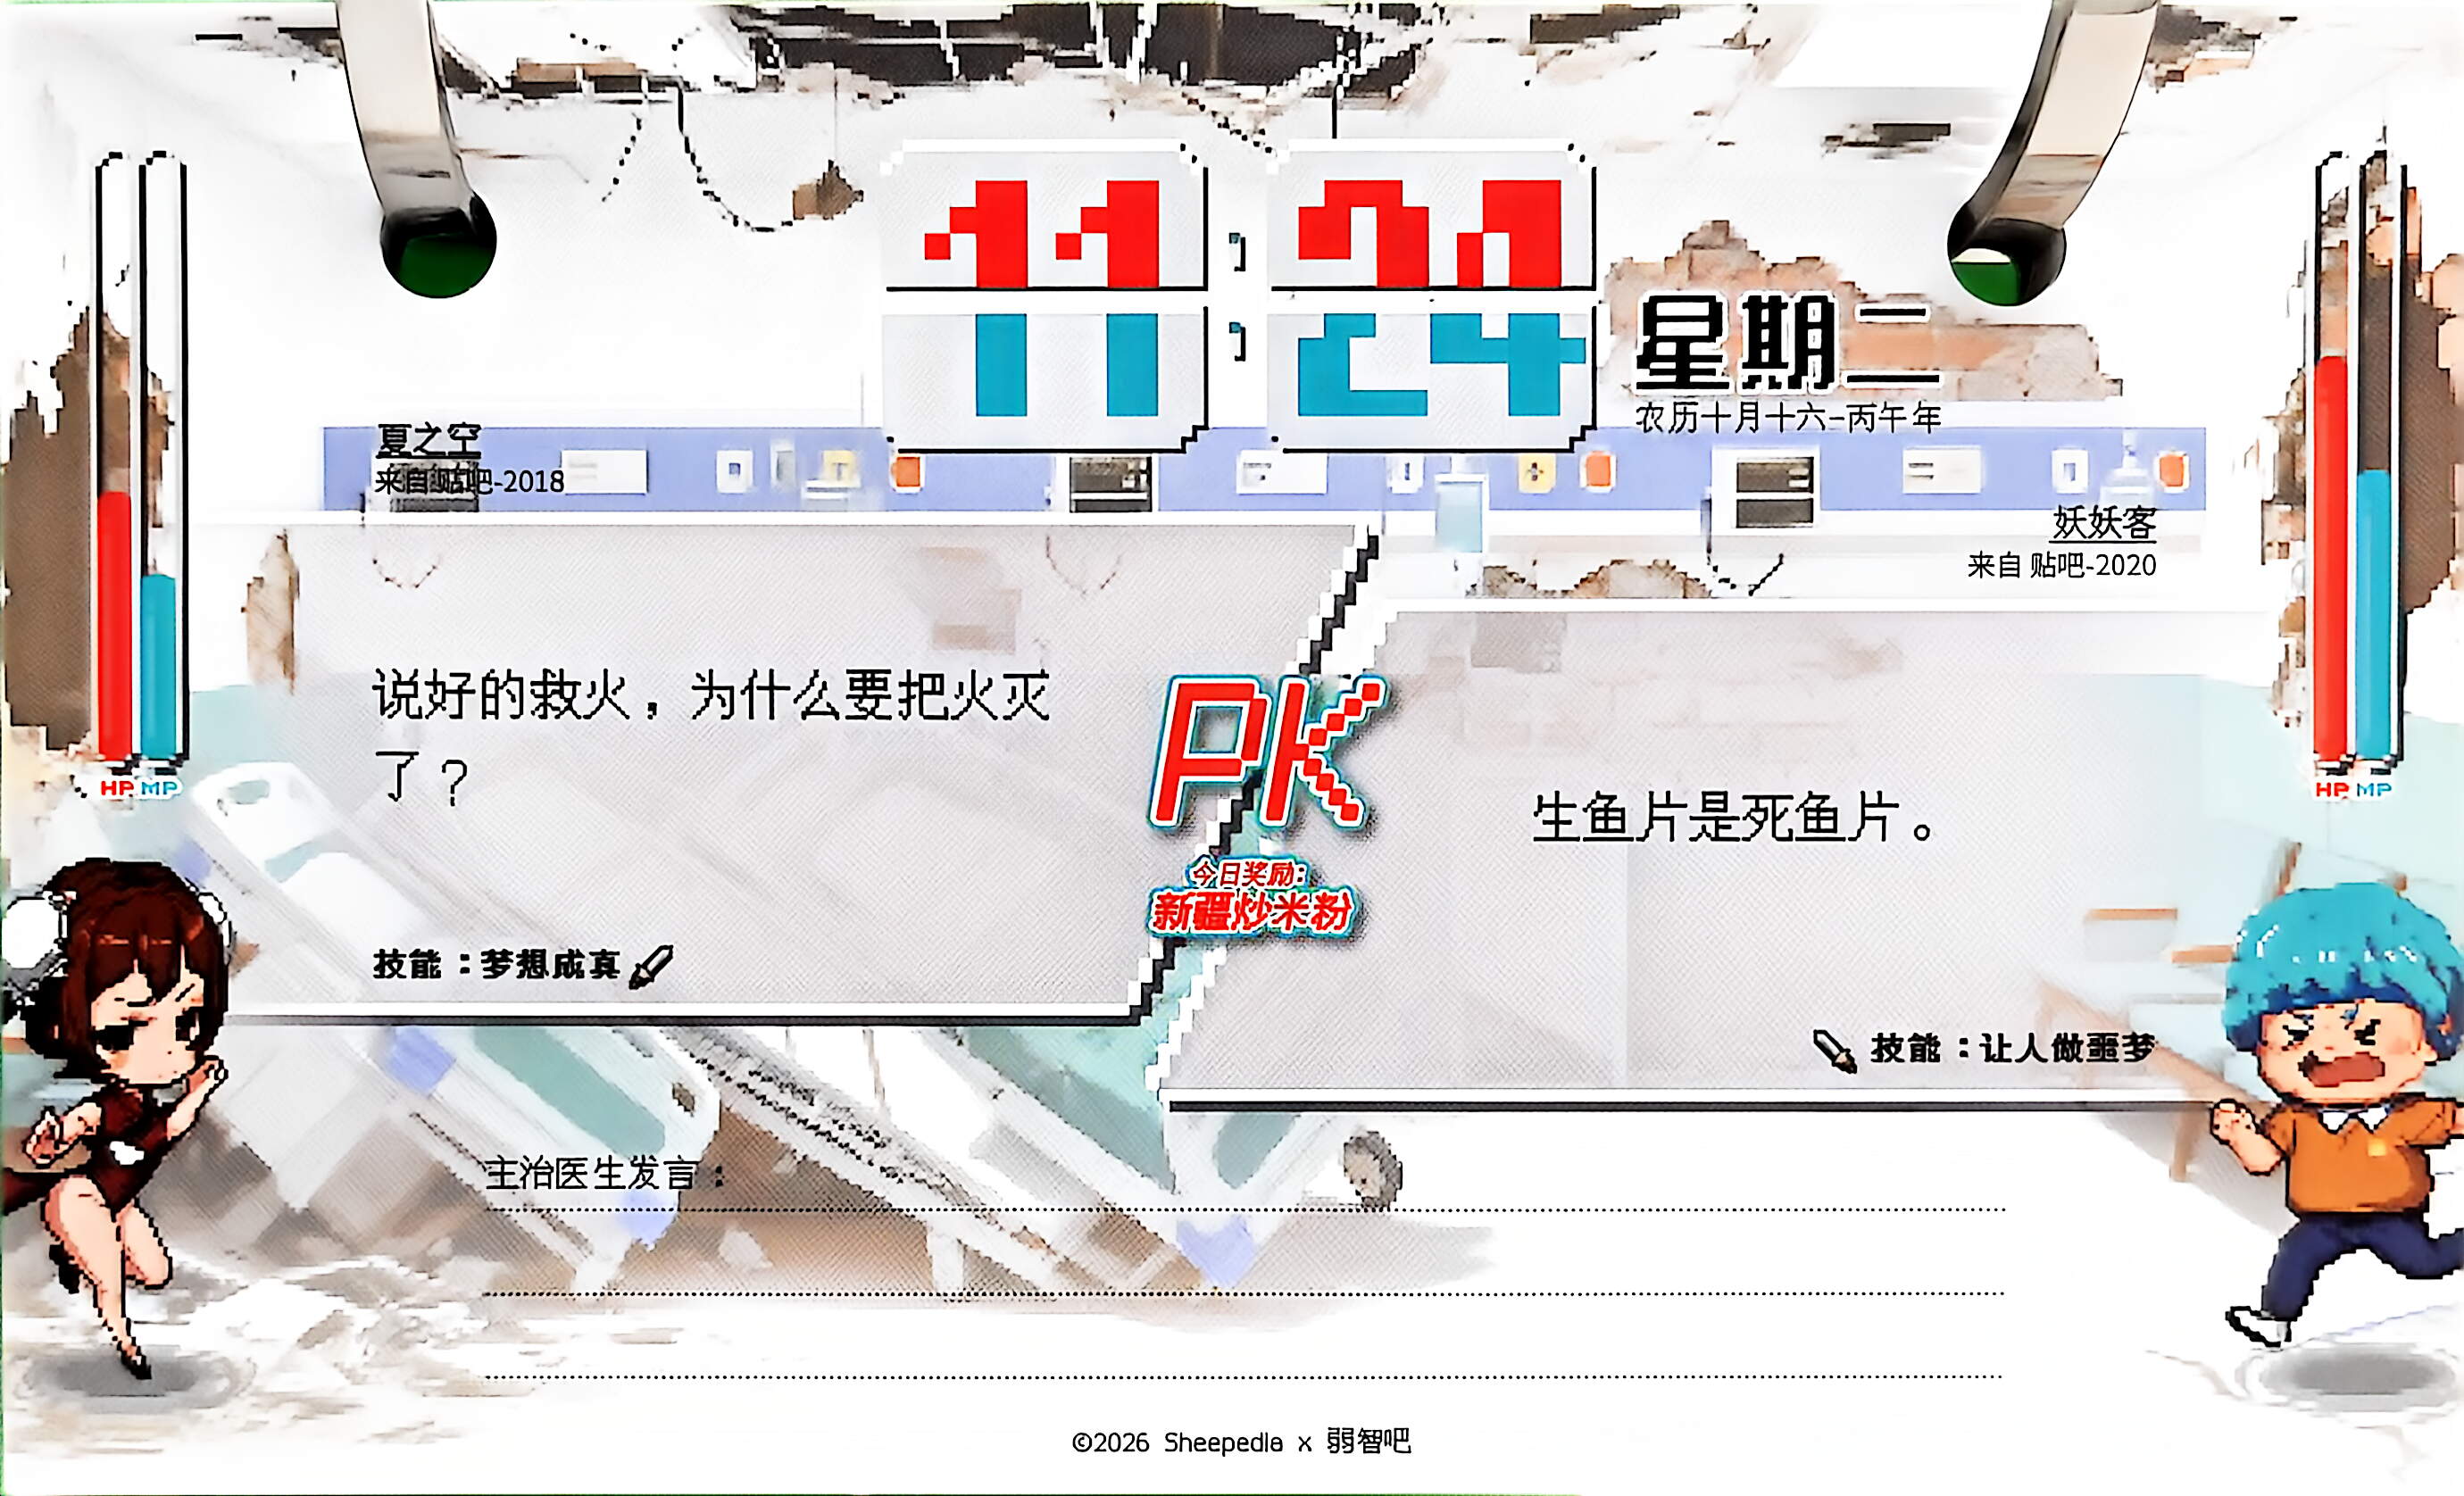 11:24
星期二
农历十月十六-丙午年
夏之空
来自 贴吧-2018
妖妖客
来自 贴吧-2020
说好的救火，为什么要把火灭
了？
PK
生鱼片是死鱼片。
今日奖励：
新疆炒米粉
HP MP
HP MP
技能：梦想成真
技能：让人做噩梦
主治医生发言：
©2026 Sheepedia x 弱智吧